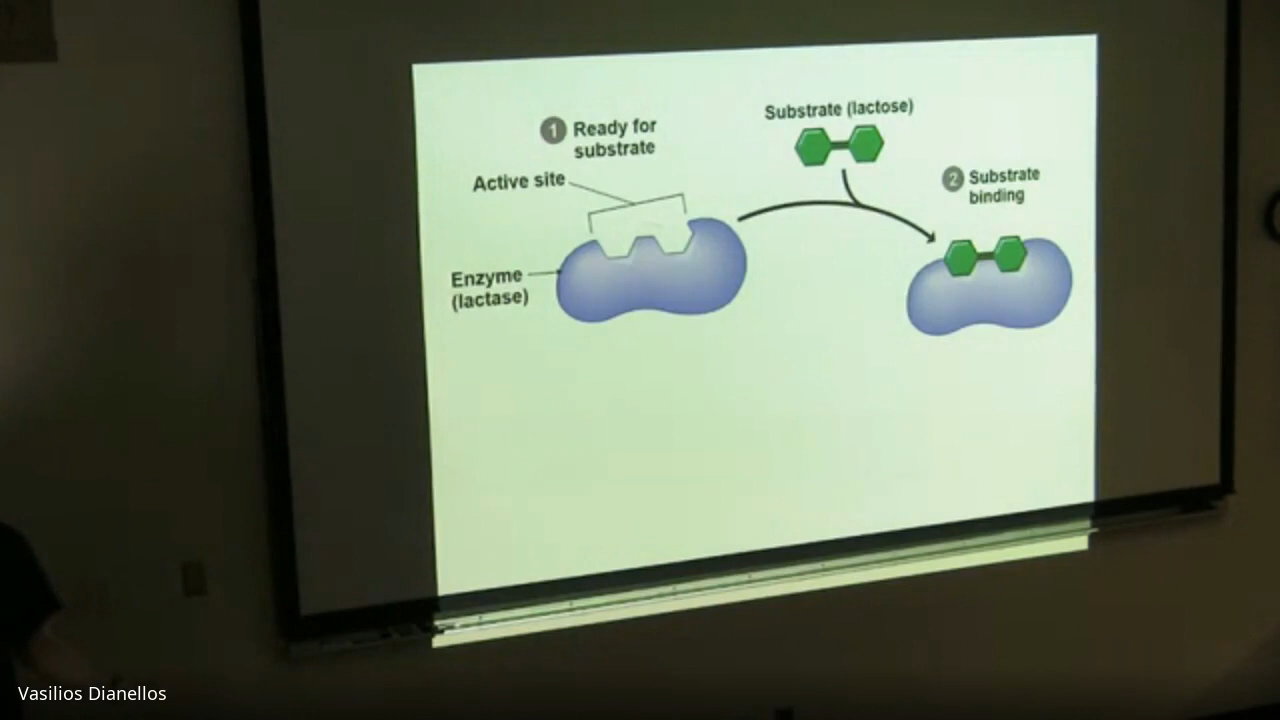 1 Ready for
substrate
Active site
Enzyme
(lactase)
Substrate (lactose)
2 Substrate
binding
Vasilios Dianellos